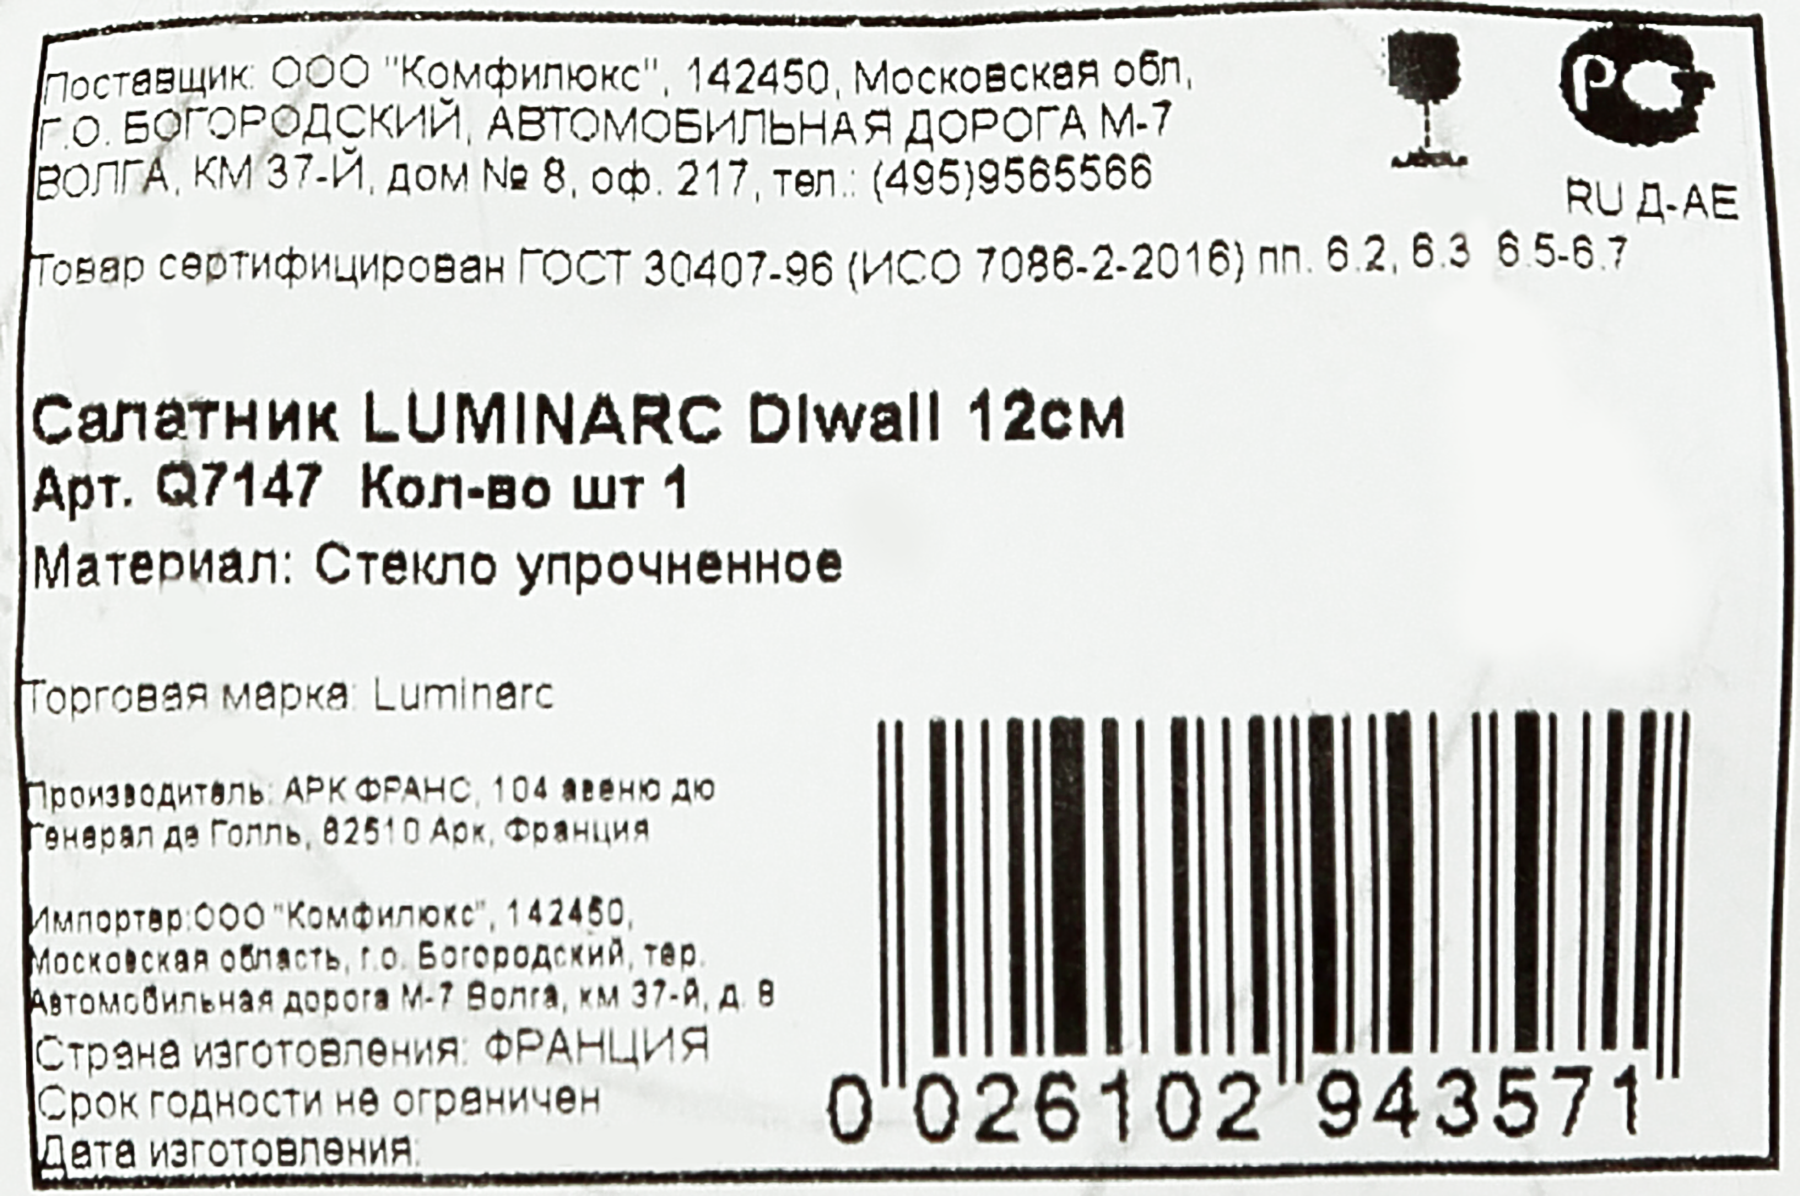 Поставщик: ООО "Комфилюкс", 142450, Московская обл,
Г.О. БОГОРОДСКИЙ, АВТОМОБИЛЬНАЯ ДОРОГА М-7
ВОЛГА, КМ 37-Й, дом № 8, оф. 217, тел.: (495)9565566
РСТ
RU Д-АЕ
Товар сертифицирован ГОСТ 30407-96 (ИСО 7086-2-2016) пп. 6.2, 6.3 6.5-6.7
Салатник LUMINARC DIwall 12см
Арт. Q7147 Кол-во шт 1
Материал: Стекло упрочненное
Торговая марка: Luminarc
Производитель: АРК ФРАНС, 104 авеню дю
Генерал де Голль, 62510 Арк, Франция
Импортер:ООО "Комфилюкс", 142450,
Московская область, г.о. Богородский, тер.
Автомобильная дорога М-7 Волга, км 37-й, д. 8
Страна изготовления: ФРАНЦИЯ
Срок годности не ограничен
Дата изготовления:
0 026102 943571